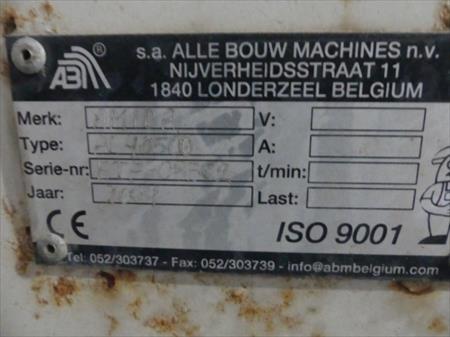 ABM ®
s.a. ALLE BOUW MACHINES n.v.
NIJVERHEIDSSTRAAT 11
1840 LONDERZEEL BELGIUM
Merk: V:
Type: A:
Serie-nr: t/min:
Jaar: Last:
CE ISO 9001
Tel: 052/303737 - Fax: 052/303739 - info@abmbelgium.com